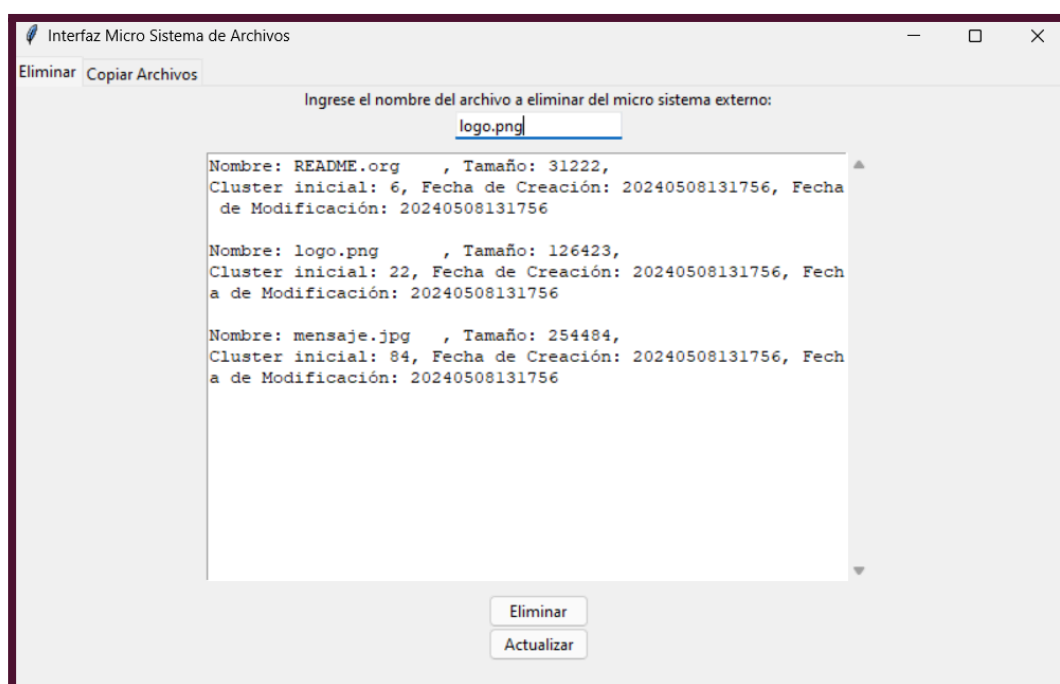 Interfaz Micro Sistema de Archivos
Eliminar Copiar Archivos
Ingrese el nombre del archivo a eliminar del micro sistema externo:
logo.png
Nombre: README.org    , Tamaño: 31222,
Cluster inicial: 6, Fecha de Creación: 20240508131756, Fecha
 de Modificación: 20240508131756
Nombre: logo.png      , Tamaño: 126423,
Cluster inicial: 22, Fecha de Creación: 20240508131756, Fech
a de Modificación: 20240508131756
Nombre: mensaje.jpg   , Tamaño: 254484,
Cluster inicial: 84, Fecha de Creación: 20240508131756, Fech
a de Modificación: 20240508131756
Eliminar
Actualizar